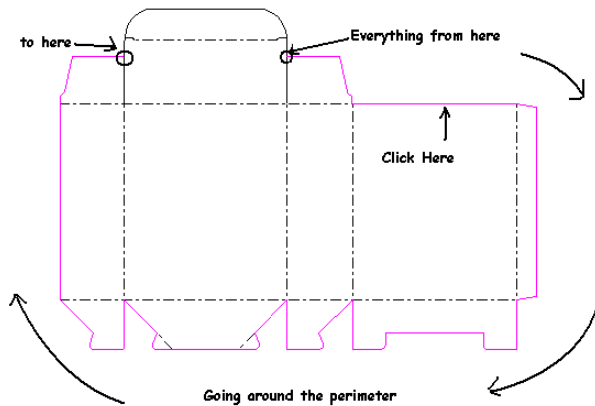 to here
Everything from here
Click Here
Going around the perimeter